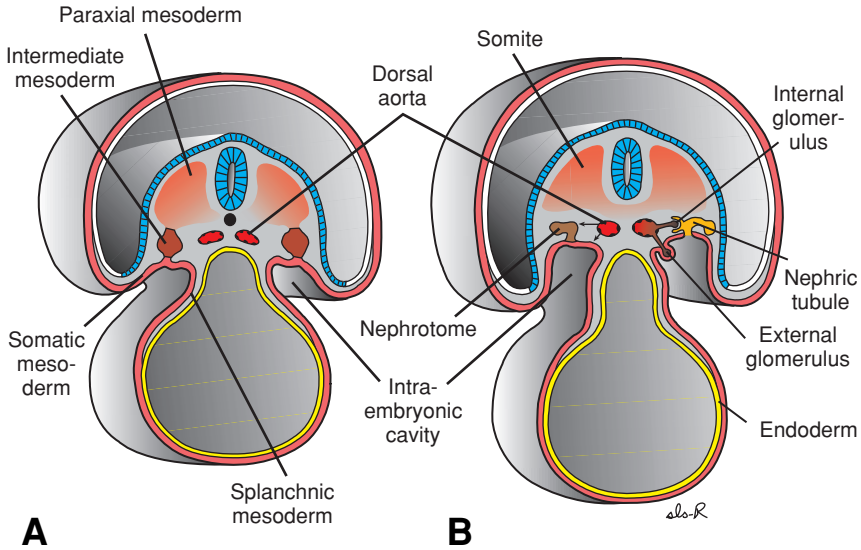 Paraxial mesoderm
Intermediate
mesoderm
Dorsal
aorta
Somatic
meso-
derm
Splanchnic
mesoderm
Intra-
embryonic
cavity
A
Somite
Internal
glomer-
ulus
Nephrotome
Nephric
tubule
External
glomerulus
Endoderm
sls-R
B